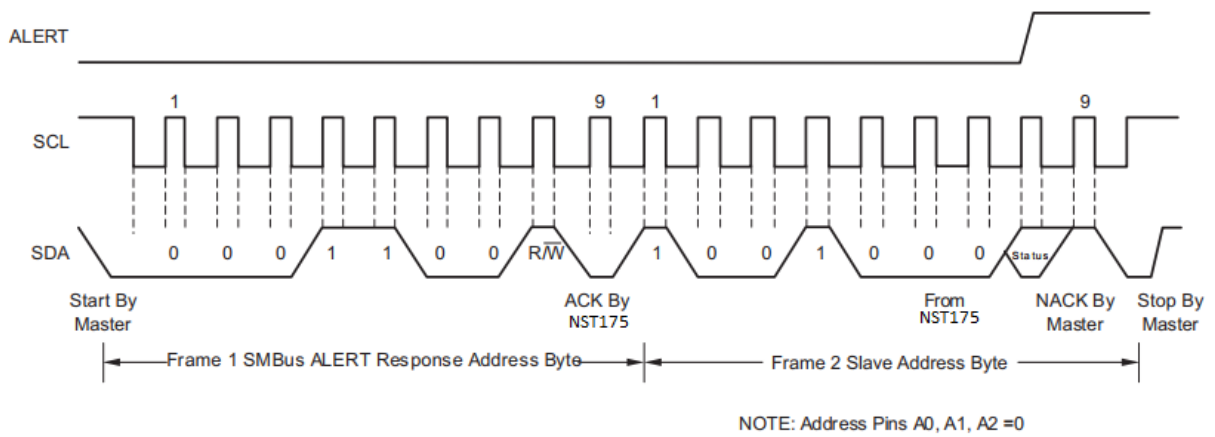 ALERT
1 9 1 9
SCL
SDA 0 0 0 1 1 0 0 R/W̅ 1 0 0 1 0 0 0 Status
Start By ACK By From NACK By Stop By
Master NST175 NST175 Master Master
Frame 1 SMBus ALERT Response Address Byte Frame 2 Slave Address Byte
NOTE: Address Pins A0, A1, A2 =0